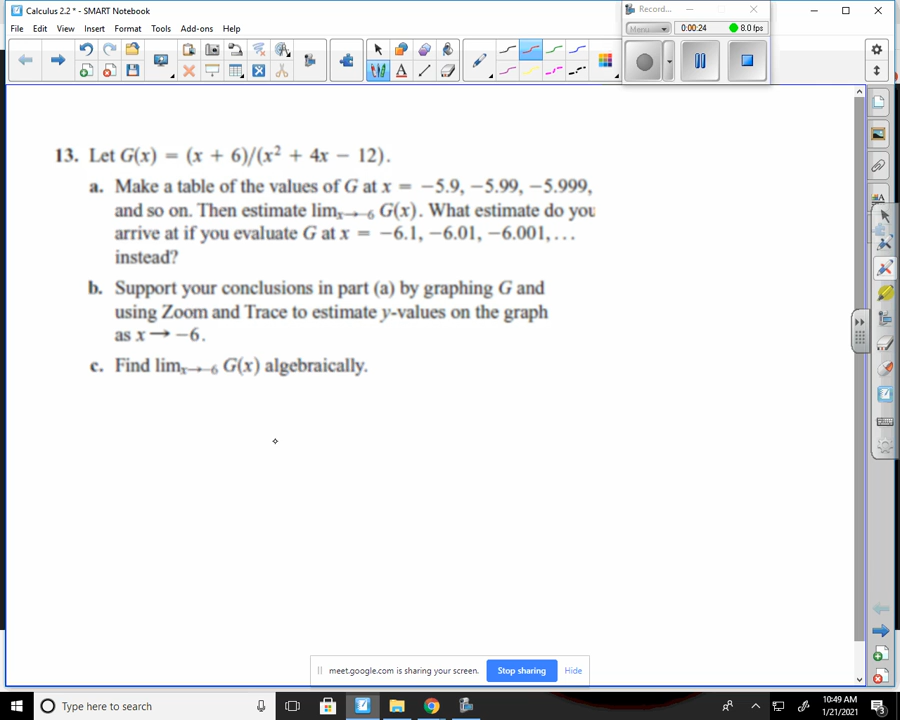 Calculus 2.2 * - SMART Notebook
File Edit View Insert Format Tools Add-ons Help
Record...
Menu
0:00:24
8.0 fps
13. Let G(x) = (x + 6)/(x² + 4x − 12).
a. Make a table of the values of G at x = −5.9, −5.99, −5.999,
and so on. Then estimate limₓ→₋₆ G(x). What estimate do you
arrive at if you evaluate G at x = −6.1, −6.01, −6.001, . . .
instead?
b. Support your conclusions in part (a) by graphing G and
using Zoom and Trace to estimate y-values on the graph
as x → −6.
c. Find limₓ→₋₆ G(x) algebraically.
meet.google.com is sharing your screen. Stop sharing Hide
Type here to search
10:49 AM
1/21/2021
3